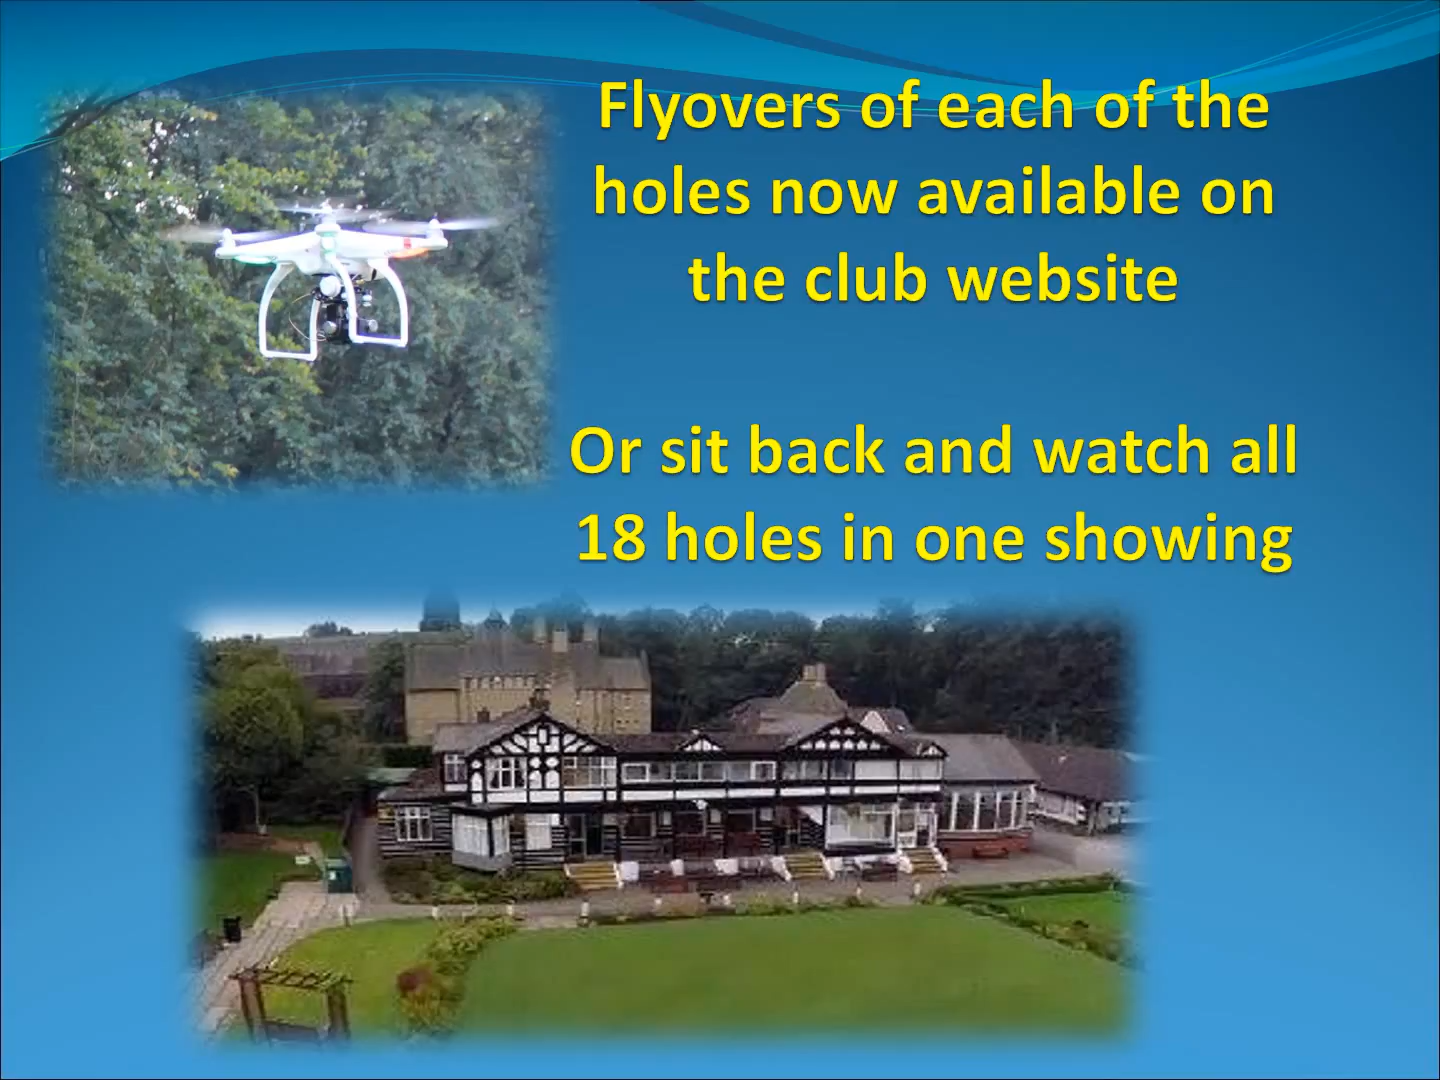 Flyovers of each of the
holes now available on
the club website
Or sit back and watch all
18 holes in one showing